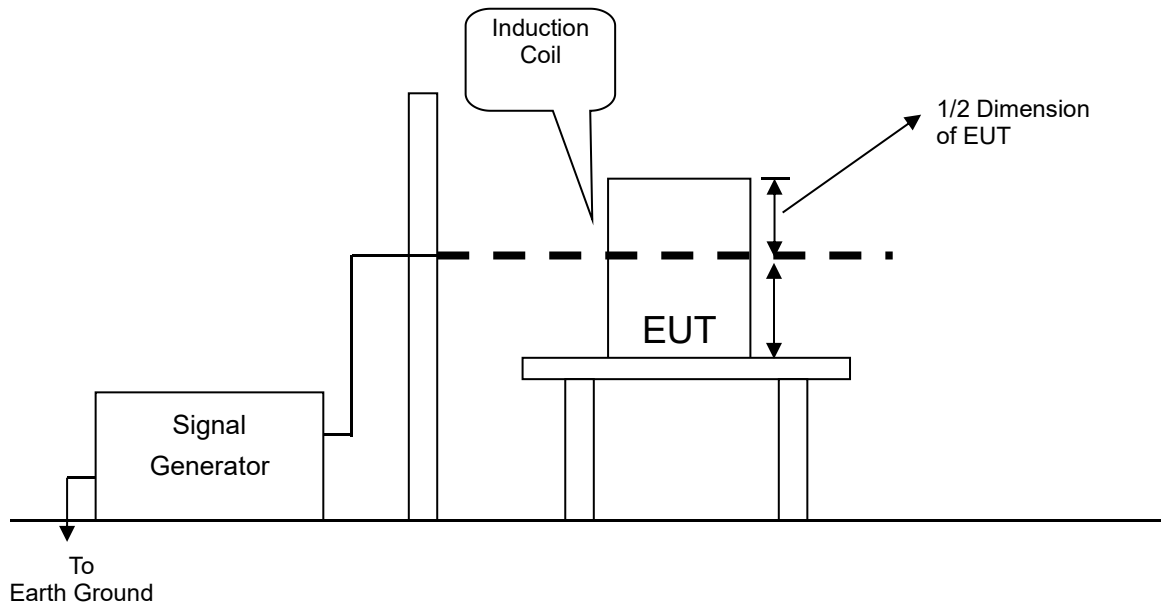 Induction
Coil
1/2 Dimension
of EUT
EUT
Signal
Generator
To
Earth Ground